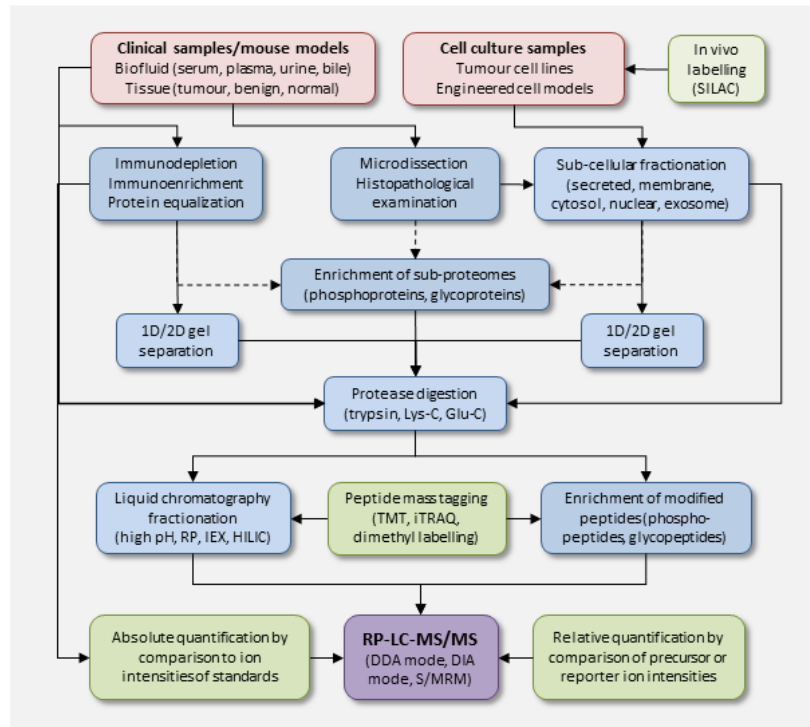 Clinical samples/mouse models
Biofluid (serum, plasma, urine, bile)
Tissue (tumour, benign, normal)
Cell culture samples
Tumour cell lines
Engineered cell models
In vivo
labelling
(SILAC)
Immunodepletion
Immunoenrichment
Protein equalization
Microdissection
Histopathological
examination
Sub-cellular fractionation
(secreted, membrane,
cytosol, nuclear, exosome)
Enrichment of sub-proteomes
(phosphoproteins, glycoproteins)
1D/2D gel
separation
1D/2D gel
separation
Protease digestion
(trypsin, Lys-C, Glu-C)
Liquid chromatography
fractionation
(high pH, RP, IEX, HILIC)
Peptide mass tagging
(TMT, iTRAQ,
dimethyl labelling)
Enrichment of modified
peptides (phospho-
peptides, glycopeptides)
Absolute quantification by
comparison to ion
intensities of standards
RP-LC-MS/MS
(DDA mode, DIA
mode, S/MRM)
Relative quantification by
comparison of precursor or
reporter ion intensities